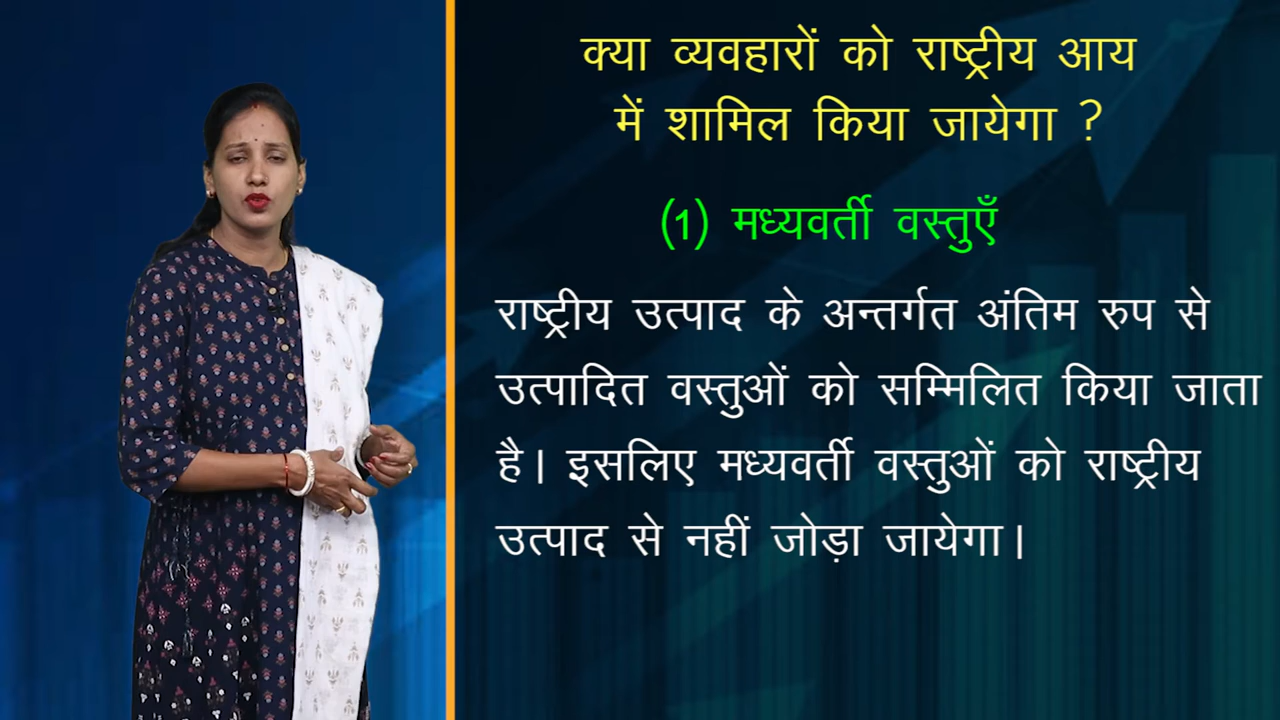 क्या व्यवहारों को राष्ट्रीय आय
में शामिल किया जायेगा ?
(1) मध्यवर्ती वस्तुएँ
राष्ट्रीय उत्पाद के अन्तर्गत अंतिम रुप से
उत्पादित वस्तुओं को सम्मिलित किया जाता
है। इसलिए मध्यवर्ती वस्तुओं को राष्ट्रीय
उत्पाद से नहीं जोड़ा जायेगा।